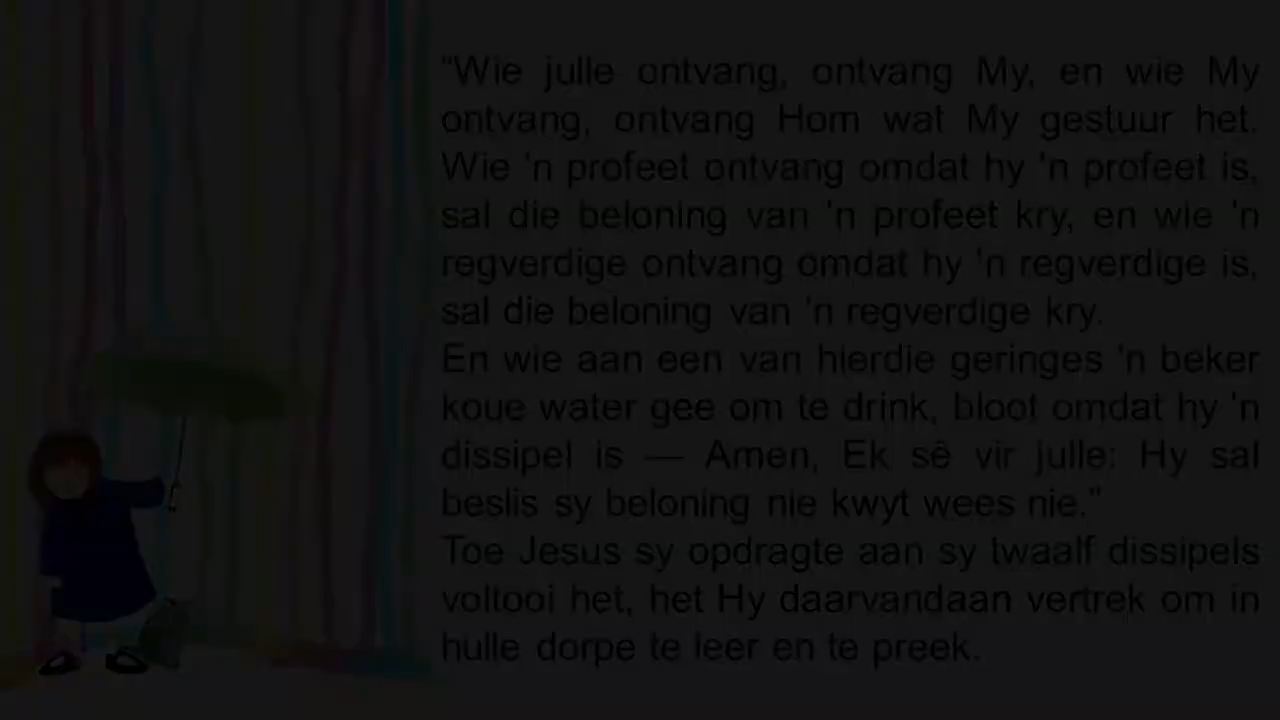 “Wie julle ontvang, ontvang My, en wie My
ontvang, ontvang Hom wat My gestuur het.
Wie 'n profeet ontvang omdat hy 'n profeet is,
sal die beloning van 'n profeet kry, en wie 'n
regverdige ontvang omdat hy 'n regverdige is,
sal die beloning van 'n regverdige kry.
En wie aan een van hierdie geringes 'n beker
koue water gee om te drink, bloot omdat hy 'n
dissipel is — Amen, Ek sê vir julle: Hy sal
beslis sy beloning nie kwyt wees nie.”
Toe Jesus sy opdragte aan sy twaalf dissipels
voltooi het, het Hy daarvandaan vertrek om in
hulle dorpe te leer en te preek.